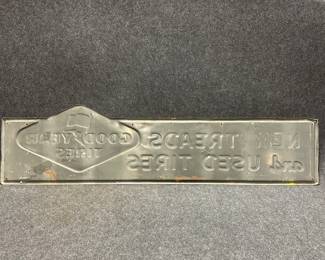 GOODYEAR
TIRES
NEW TREADS
and USED TIRES